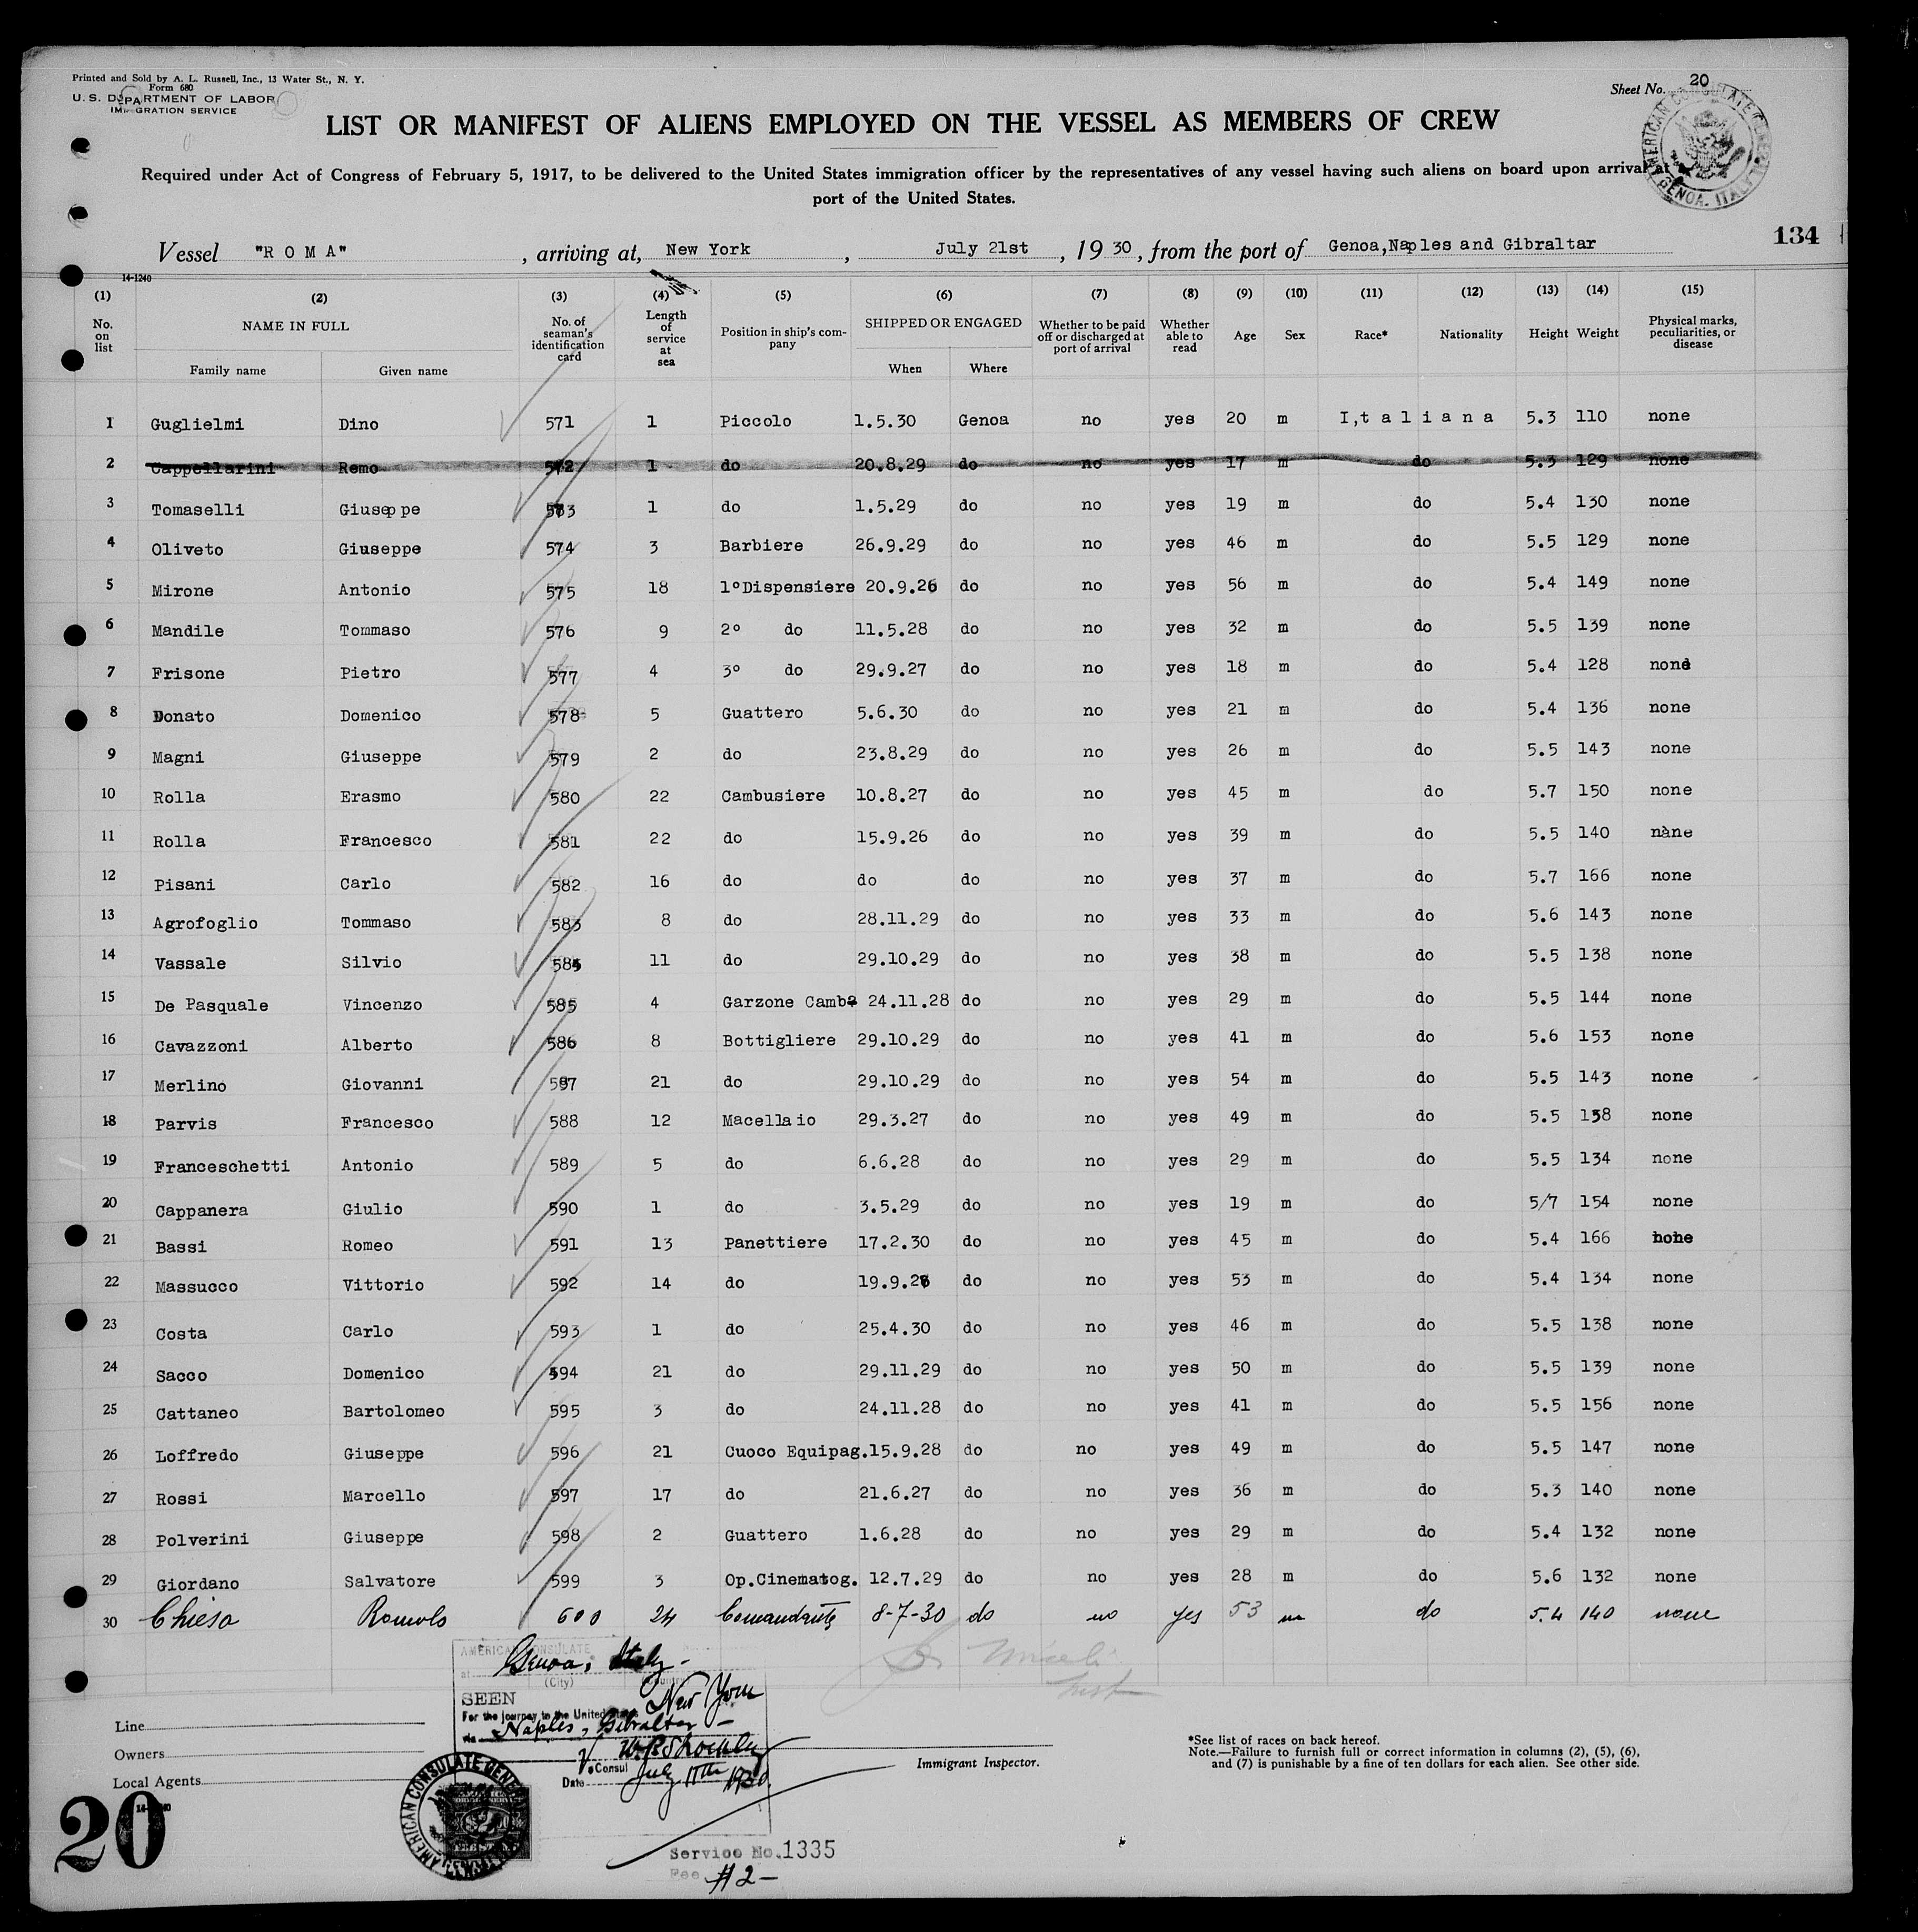 Printed and Sold by A. L. Russell, Inc., 13 Water St., N. Y.
Form 680
U. S. DEPARTMENT OF LABOR
IMMIGRATION SERVICE
Sheet No. 20
AMERICAN CONSULATE GENERAL GENOA, ITALY
LIST OR MANIFEST OF ALIENS EMPLOYED ON THE VESSEL AS MEMBERS OF CREW
Required under Act of Congress of February 5, 1917, to be delivered to the United States immigration officer by the representatives of any vessel having such aliens on board upon arrival at
port of the United States.
134
Vessel "R O M A" , arriving at, New York , July 21st , 19 30, from the port of Genoa,Naples and Gibraltar
14-1240
(1) (2) (3) (4) (5) (6) (7) (8) (9) (10) (11) (12) (13) (14) (15)
No. on list NAME IN FULL Family name Given name No. of seaman's identification card Length of service at sea Position in ship's company SHIPPED OR ENGAGED When Where Whether to be paid off or discharged at port of arrival Whether able to read Age Sex Race* Nationality Height Weight Physical marks, peculiarities, or disease
1 Guglielmi Dino 571 1 Piccolo 1.5.30 Genoa no yes 20 m I,t a l i a n a 5.3 110 none
2 Cappellarini Remo 572 1 do 20.8.29 do no yes 17 m do 5.3 129 none
3 Tomaselli Giuseppe 573 1 do 1.5.29 do no yes 19 m do 5.4 130 none
4 Oliveto Giuseppe 574 3 Barbiere 26.9.29 do no yes 46 m do 5.5 129 none
5 Mirone Antonio 575 18 1°Dispensiere 20.9.26 do no yes 56 m do 5.4 149 none
6 Mandile Tommaso 576 9 2° do 11.5.28 do no yes 32 m do 5.5 139 none
7 Frisone Pietro 577 4 3° do 29.9.27 do no yes 18 m do 5.4 128 none
8 Donato Domenico 578 5 Guattero 5.6.30 do no yes 21 m do 5.4 136 none
9 Magni Giuseppe 579 2 do 23.8.29 do no yes 26 m do 5.5 143 none
10 Rolla Erasmo 580 22 Cambusiere 10.8.27 do no yes 45 m do 5.7 150 none
11 Rolla Francesco 581 22 do 15.9.26 do no yes 39 m do 5.5 140 nàne
12 Pisani Carlo 582 16 do do do no yes 37 m do 5.7 166 none
13 Agrofoglio Tommaso 583 8 do 28.11.29 do no yes 33 m do 5.6 143 none
14 Vassale Silvio 584 11 do 29.10.29 do no yes 38 m do 5.5 138 none
15 De Pasquale Vincenzo 585 4 Garzone Camb? 24.11.28 do no yes 29 m do 5.5 144 none
16 Cavazzoni Alberto 586 8 Bottigliere 29.10.29 do no yes 41 m do 5.6 153 none
17 Merlino Giovanni 587 21 do 29.10.29 do no yes 54 m do 5.5 143 none
18 Parvis Francesco 588 12 Macellaio 29.3.27 do no yes 49 m do 5.5 138 none
19 Franceschetti Antonio 589 5 do 6.6.28 do no yes 29 m do 5.5 134 none
20 Cappanera Giulio 590 1 do 3.5.29 do no yes 19 m do 5/7 154 none
21 Bassi Romeo 591 13 Panettiere 17.2.30 do no yes 45 m do 5.4 166 none
22 Massucco Vittorio 592 14 do do no yes 53 m do 5.4 134 none
23 Costa Carlo 593 1 do 25.4.30 do no yes 46 m do 5.5 138 none
24 Sacco Domenico 594 21 do 29.11.29 do no yes 50 m do 5.5 139 none
25 Cattaneo Bartolomeo 595 3 do 24.11.28 do no yes 41 m do 5.5 156 none
26 Loffredo Giuseppe 596 21 Cuoco Equipag. 15.9.28 do no yes 49 m do 5.5 147 none
27 Rossi Marcello 597 17 do 21.6.27 do no yes 36 m do 5.3 140 none
28 Polverini Giuseppe 598 2 Guattero 1.6.28 do no yes 29 m do 5.4 132 none
29 Giordano Salvatore 599 3 Op.Cinematog. 12.7.29 do no yes 28 m do 5.6 132 none
30 Chiesa Romolo 600 24 Comandante 8-7-30 do no yes 53 m do 5.4 140 none
AMERICAN CONSULATE
at Genoa, Italy-
(City)
SEEN
For the journey to the United States New York
via Naples, Gibraltar -
V. Consul
Date July 11th 1930.
Line
Owners
Local Agents
Immigrant Inspector.
*See list of races on back hereof.
Note.—Failure to furnish full or correct information in columns (2), (5), (6),
and (7) is punishable by a fine of ten dollars for each alien. See other side.
14-1240
20
AMERICAN CONSULATE GENERAL
Service No. 1335
Fee #2-